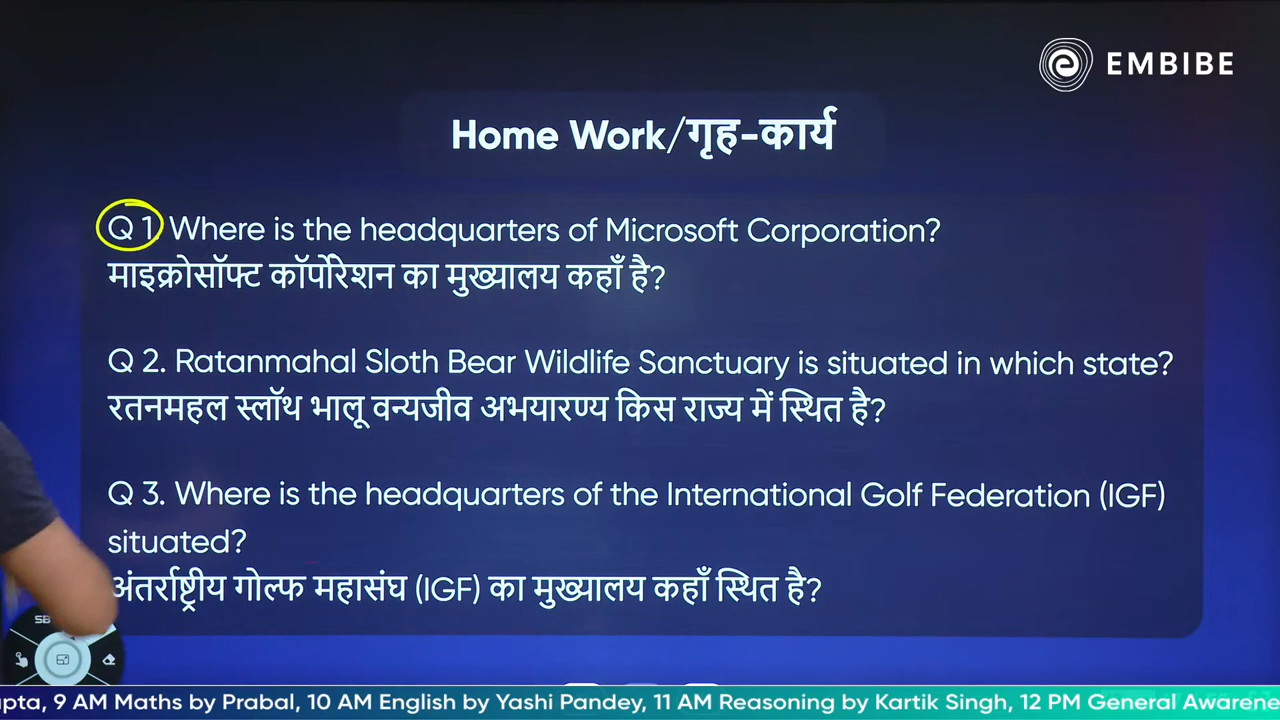 EMBIBE
Home Work/गृह-कार्य
Q 1. Where is the headquarters of Microsoft Corporation?
माइक्रोसॉफ्ट कॉर्पोरेशन का मुख्यालय कहाँ है?
Q 2. Ratanmahal Sloth Bear Wildlife Sanctuary is situated in which state?
रतनमहल स्लॉथ भालू वन्यजीव अभयारण्य किस राज्य में स्थित है?
Q 3. Where is the headquarters of the International Golf Federation (IGF)
situated?
अंतर्राष्ट्रीय गोल्फ महासंघ (IGF) का मुख्यालय कहाँ स्थित है?
9 AM Maths by Prabal, 10 AM English by Yashi Pandey, 11 AM Reasoning by Kartik Singh, 12 PM General